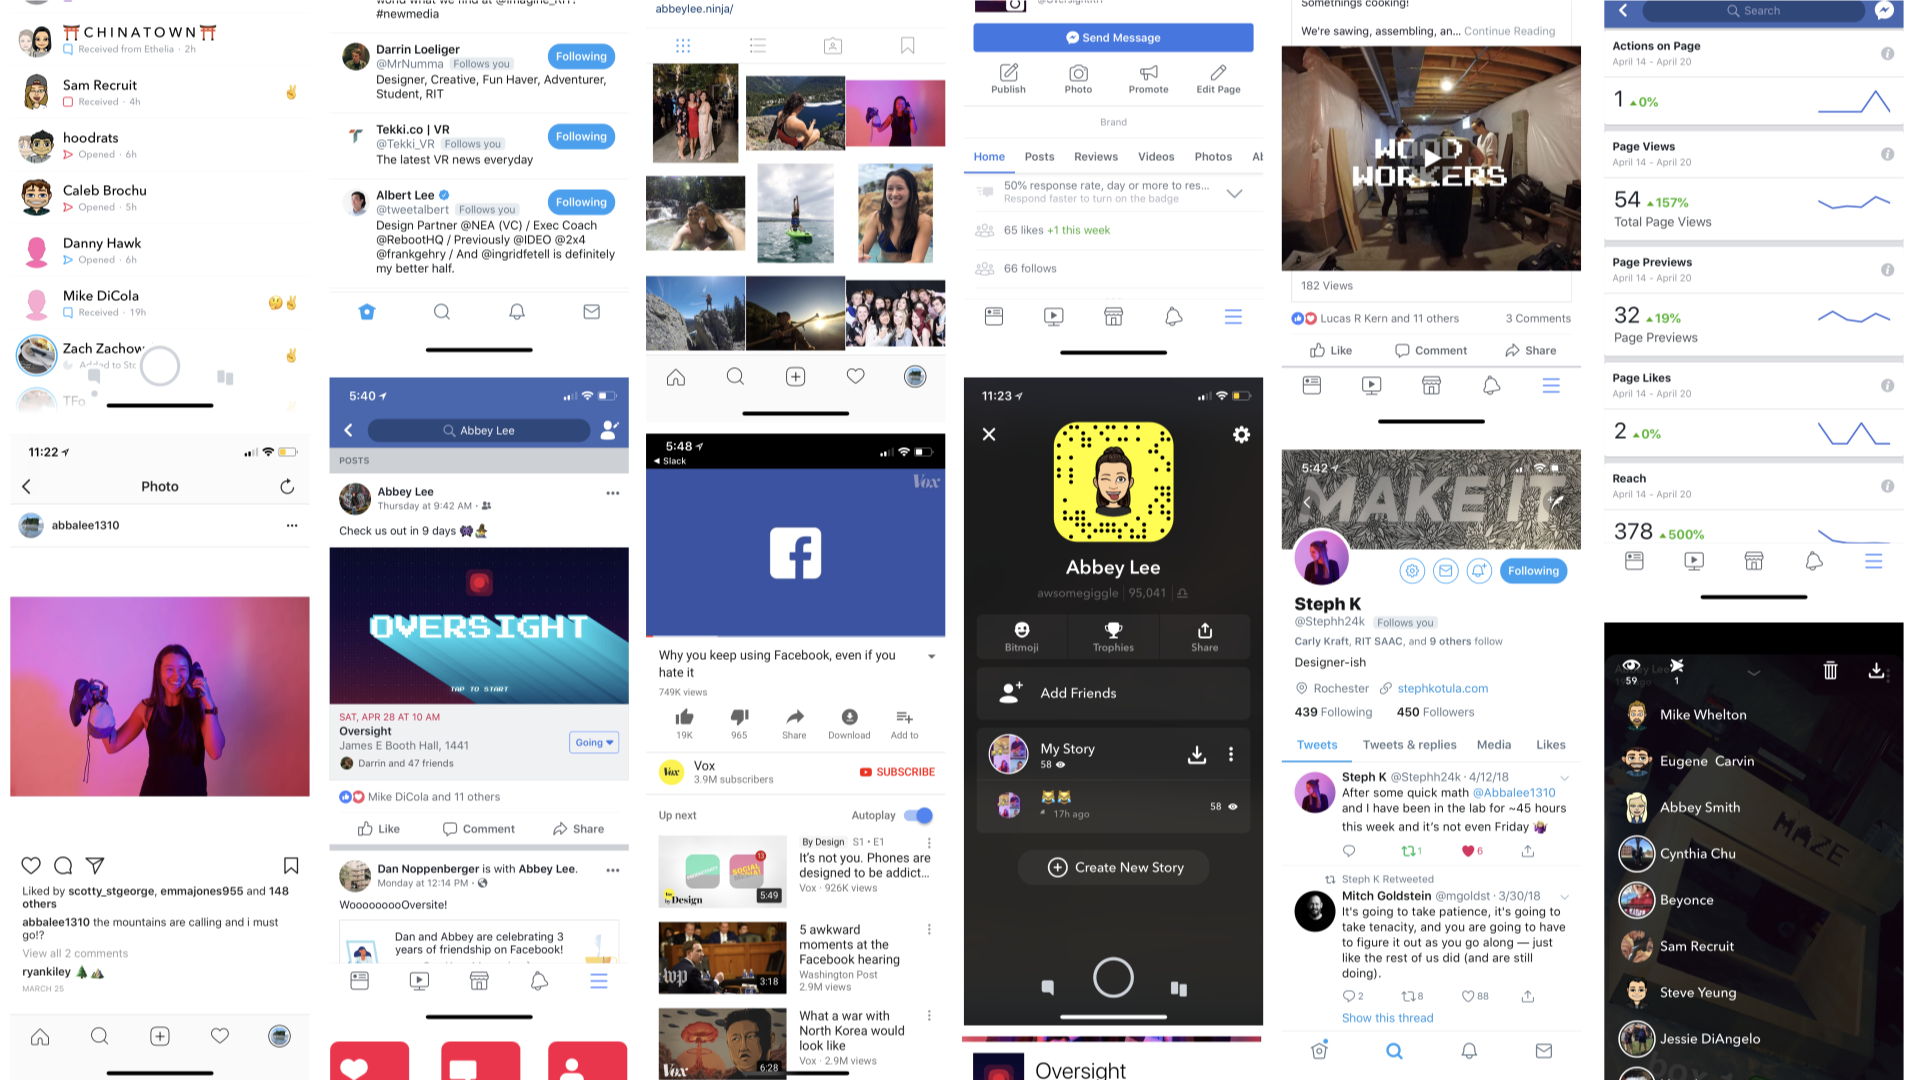 ⛩CHINATOWN⛩
Received from Ethelia · 2h
Sam Recruit
Received · 4h
hoodrats
Opened · 6h
Caleb Brochu
Opened · 5h
Danny Hawk
Opened · 6h
Mike DiCola
Received · 19h
Zach Zachow
Added to Sto
TFo
11:22
Photo
abbalee1310
Liked by scotty_stgeorge, emmajones955 and 148
others
abbalee1310 the mountains are calling and i must
go!?
View all 2 comments
ryankiley 🌲⛰
MARCH 25
#newmedia
Darrin Loeliger
@MrNumma Follows you
Following
Designer, Creative, Fun Haver, Adventurer,
Student, RIT
Tekki.co | VR
@Tekki_VR Follows you
Following
The latest VR news everyday
Albert Lee
@tweetalbert Follows you
Following
Design Partner @NEA (VC) / Exec Coach
@RebootHQ / Previously @IDEO @2x4
@frankgehry / And @ingridfetell is definitely
my better half.
5:40
Abbey Lee
POSTS
Abbey Lee
Thursday at 9:42 AM ·
Check us out in 9 days
OVERSIGHT
TAP TO START
SAT, APR 28 AT 10 AM
Oversight
James E Booth Hall, 1441
Going
Darrin and 47 friends
Mike DiCola and 11 others
Like
Comment
Share
Dan Noppenberger is with Abbey Lee.
Monday at 12:14 PM ·
WoooooooOversite!
Dan and Abbey are celebrating 3
years of friendship on Facebook!
abbeylee.ninja/
5:48
Slack
Vox
Why you keep using Facebook, even if you
hate it
749K views
19K
965
Share
Download
Add to
Vox
Vox
3.9M subscribers
SUBSCRIBE
Up next
Autoplay
13
by Design
5:49
By Design S1 • E1
It's not you. Phones are
designed to be addict...
Vox · 926K views
wp
3:18
5 awkward
moments at the
Facebook hearing
Washington Post
2.9M views
Vox
6:28
What a war with
North Korea would
look like
Vox · 2.9M views
Send Message
Publish
Photo
Promote
Edit Page
Brand
Home
Posts
Reviews
Videos
Photos
Al
50% response rate, day or more to res...
Respond faster to turn on the badge
65 likes +1 this week
66 follows
11:23
Abbey Lee
awsomegiggle | 95,041
Bitmoji
Trophies
Share
Add Friends
My Story
58
17h ago
58
Create New Story
Oversight
Somethings cooking!
We're sawing, assembling, an... Continue Reading
WOOD
WORKERS
182 Views
Lucas R Kern and 11 others
3 Comments
Like
Comment
Share
5:42
MAKE IT
Following
Steph K
@Stephh24k Follows you
Carly Kraft, RIT SAAC, and 9 others follow
Designer-ish
Rochester stephkotula.com
439 Following 450 Followers
Tweets
Tweets & replies
Media
Likes
Steph K @Stephh24k · 4/12/18
After some quick math @Abbalee1310
and I have been in the lab for ~45 hours
this week and it's not even Friday
1
6
Steph K Retweeted
Mitch Goldstein @mgoldst · 3/30/18
It's going to take patience, it's going to
take tenacity, and you are going to have
to figure it out as you go along — just
like the rest of us did (and are still
doing).
2
8
88
Show this thread
Search
Actions on Page
April 14 - April 20
1 0%
Page Views
April 14 - April 20
54 157%
Total Page Views
Page Previews
April 14 - April 20
32 19%
Page Previews
Page Likes
April 14 - April 20
2 0%
Reach
April 14 - April 20
378 500%
59
1
Mike Whelton
Eugene Carvin
Abbey Smith
Cynthia Chu
Beyonce
Sam Recruit
Steve Yeung
Jessie DiAngelo
MAZE